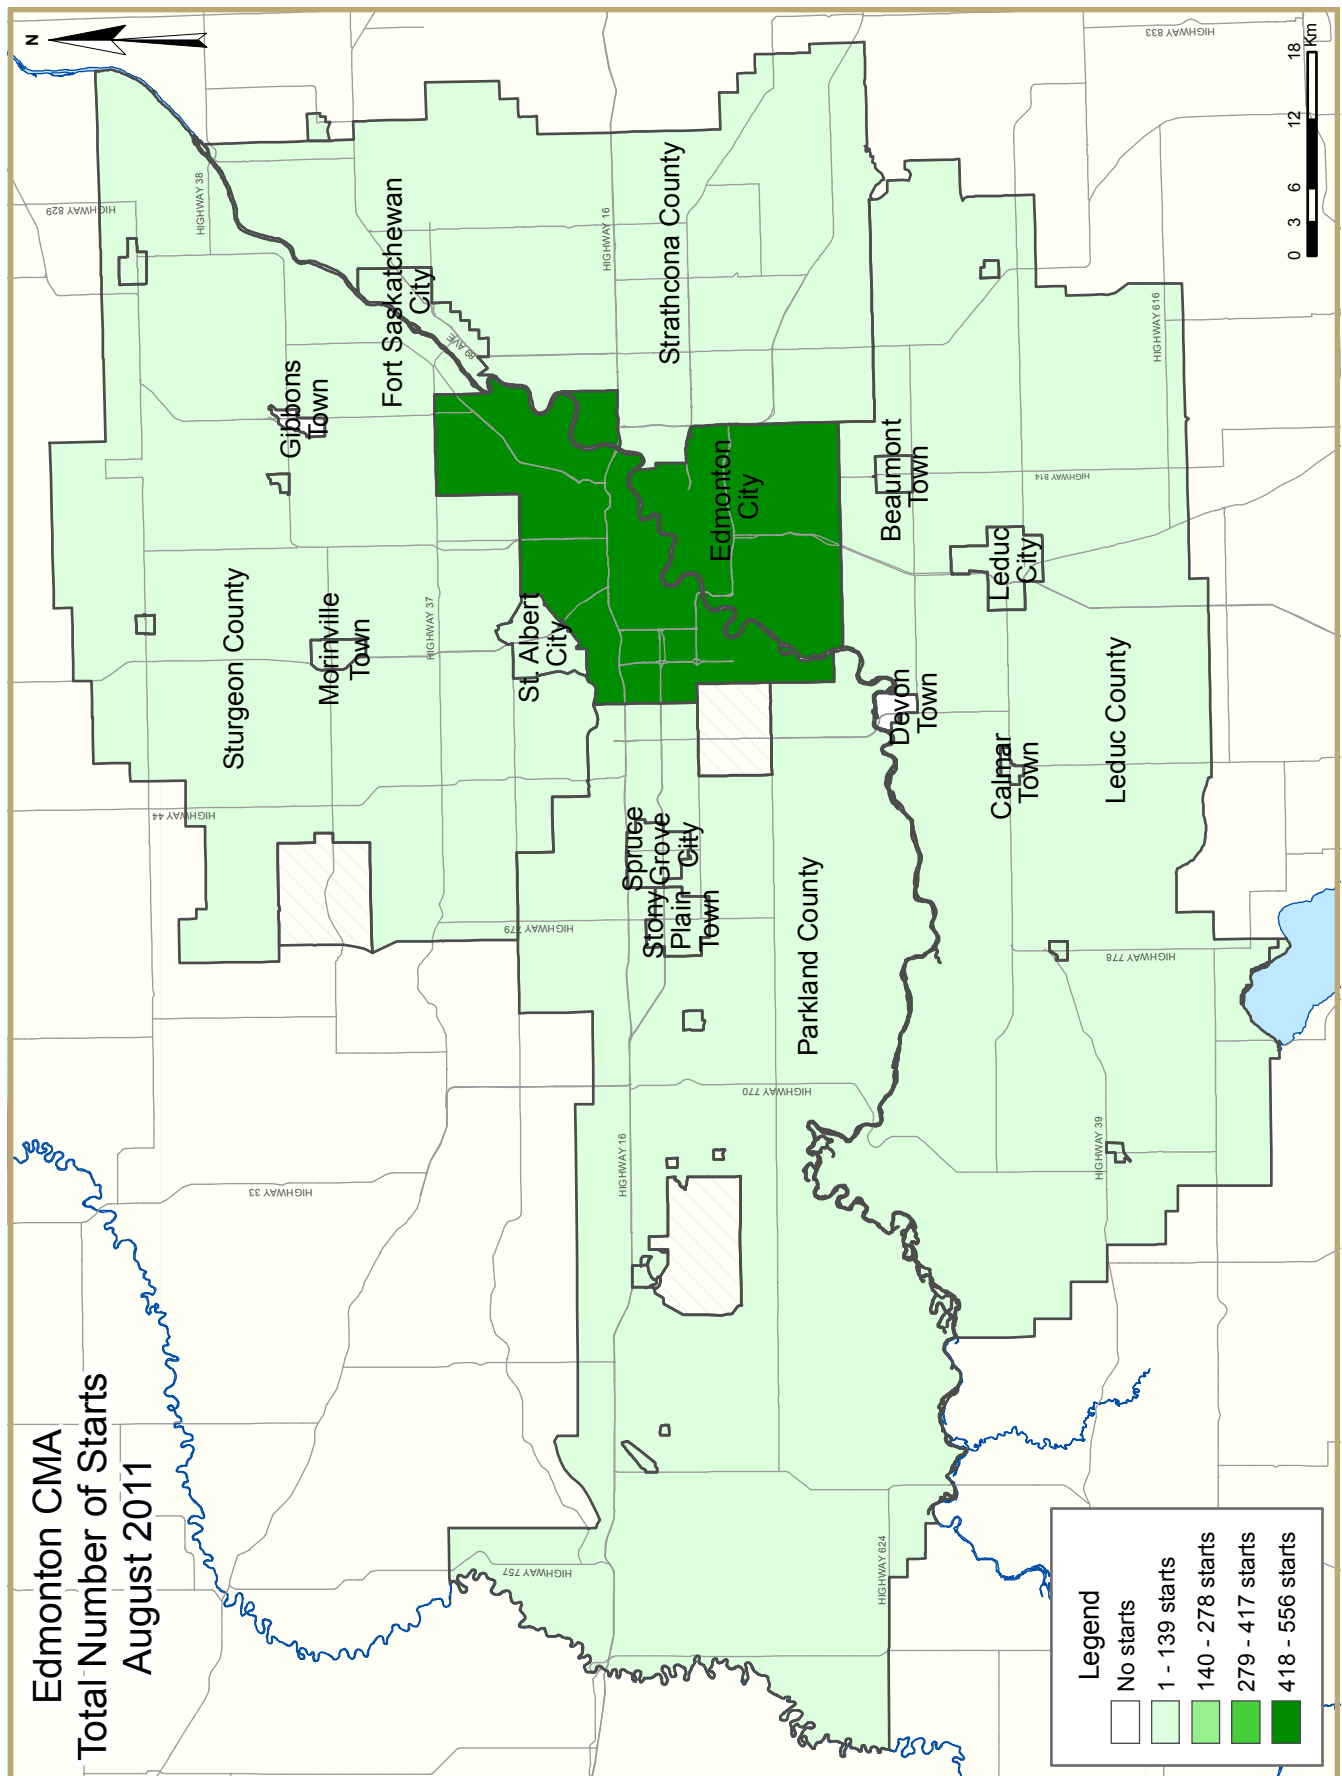 Edmonton CMA
Total Number of Starts
August 2011
N
HIGHWAY 829
HIGHWAY 38
HIGHWAY 833
HIGHWAY 44
Gibbons
Town
Fort Saskatchewan
City
89 AVE
Sturgeon County
Morinville
Town
HIGHWAY 37
HIGHWAY 33
HIGHWAY 779
St. Albert
City
HIGHWAY 16
Strathcona County
Edmonton
City
Spruce
Grove
City
Stony
Plain
Town
HIGHWAY 16
HIGHWAY 757
HIGHWAY 770
Parkland County
Beaumont
Town
Devon
Town
Leduc
City
HIGHWAY 814
Calmar
Town
Leduc County
HIGHWAY 616
HIGHWAY 778
HIGHWAY 39
HIGHWAY 624
Legend
No starts
1 - 139 starts
140 - 278 starts
279 - 417 starts
418 - 556 starts
0 3 6 12 18
Km